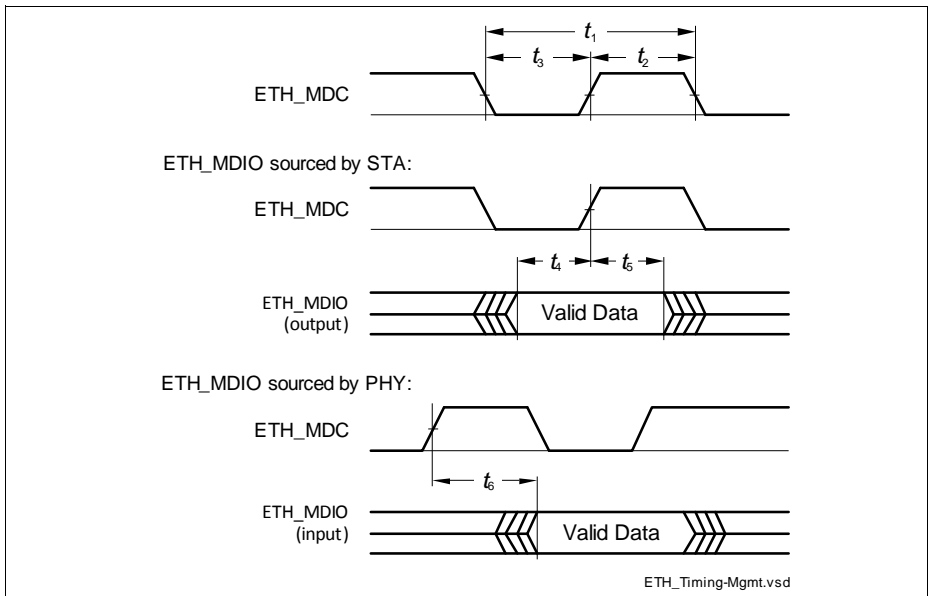 t₁
t₃ t₂
ETH_MDC
ETH_MDIO sourced by STA:
ETH_MDC
t₄ t₅
ETH_MDIO
(output)
Valid Data
ETH_MDIO sourced by PHY:
ETH_MDC
t₆
ETH_MDIO
(input)
Valid Data
ETH_Timing-Mgmt.vsd